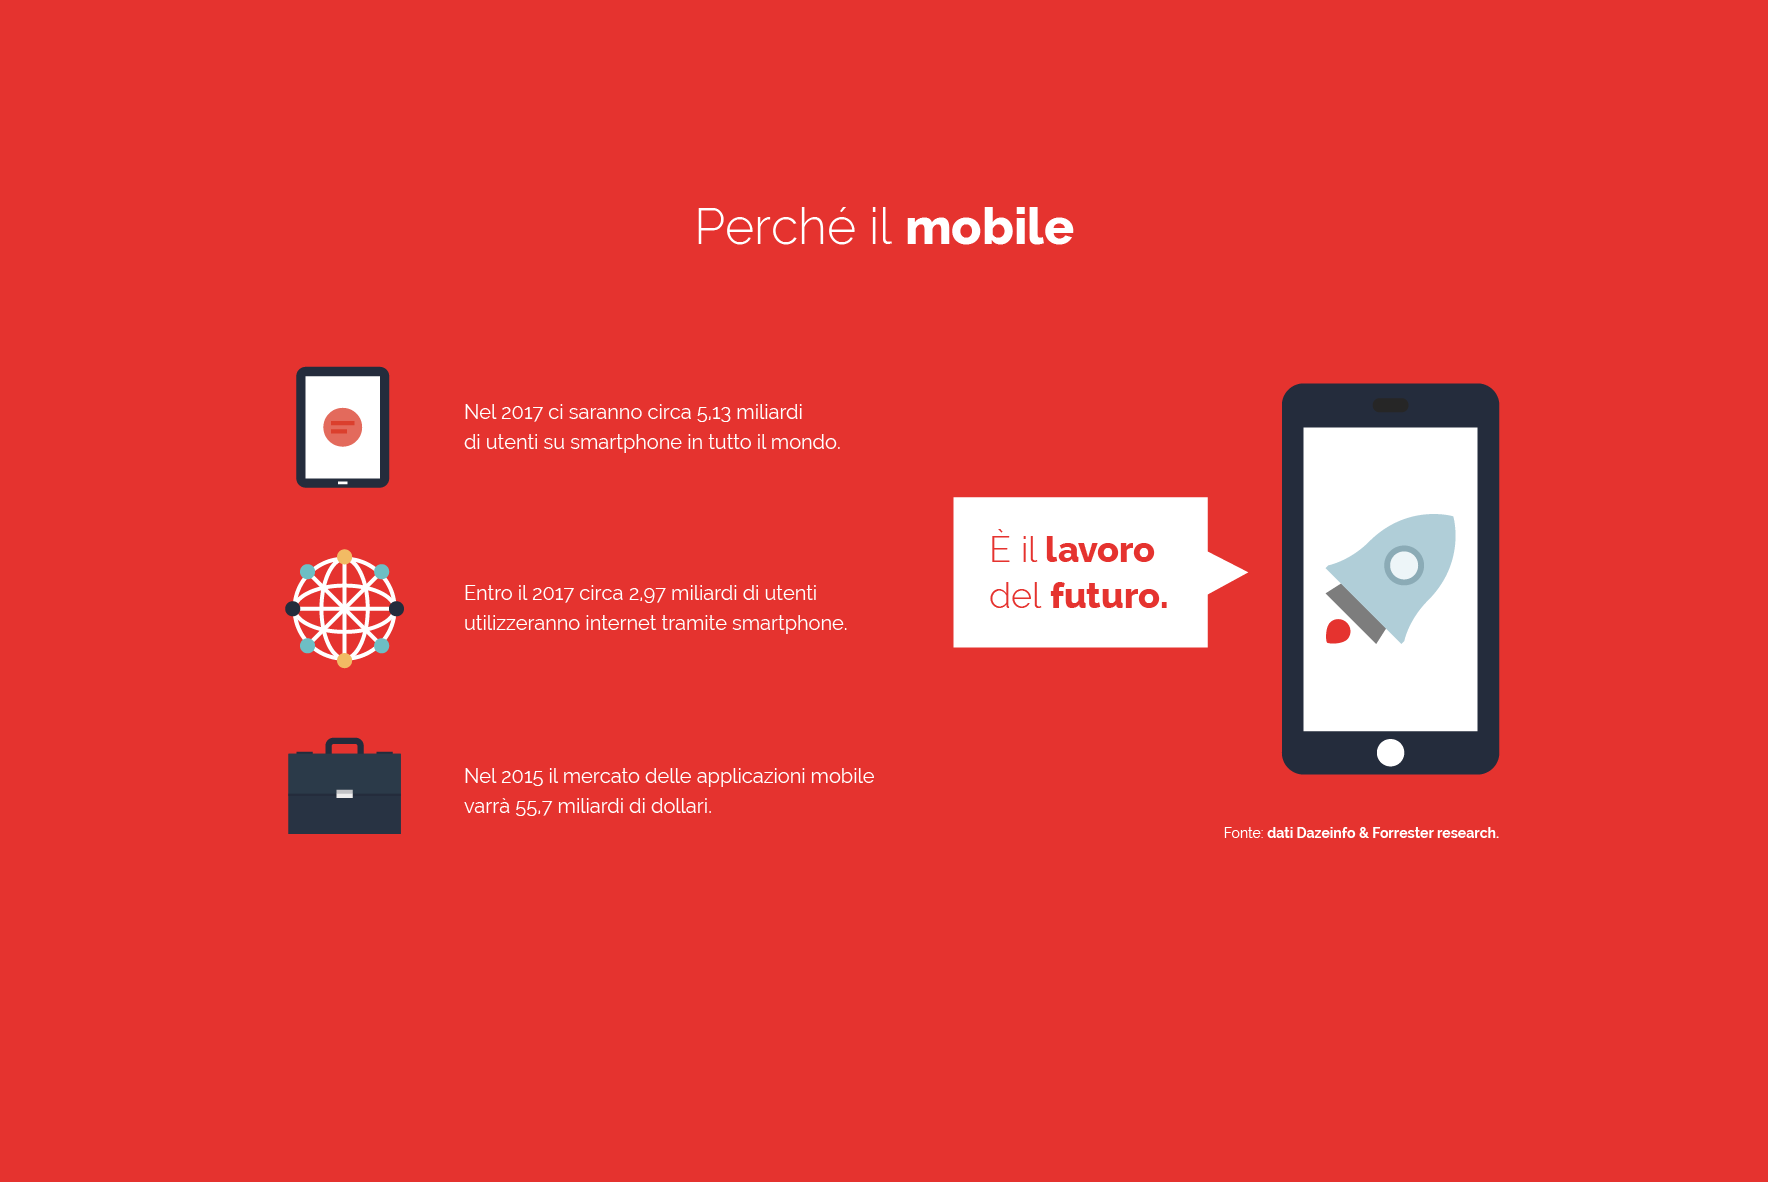 Perché il mobile
Nel 2017 ci saranno circa 5,13 miliardi
di utenti su smartphone in tutto il mondo.
Entro il 2017 circa 2,97 miliardi di utenti
utilizzeranno internet tramite smartphone.
Nel 2015 il mercato delle applicazioni mobile
varrà 55,7 miliardi di dollari.
È il lavoro
del futuro.
Fonte: dati Dazeinfo & Forrester research.